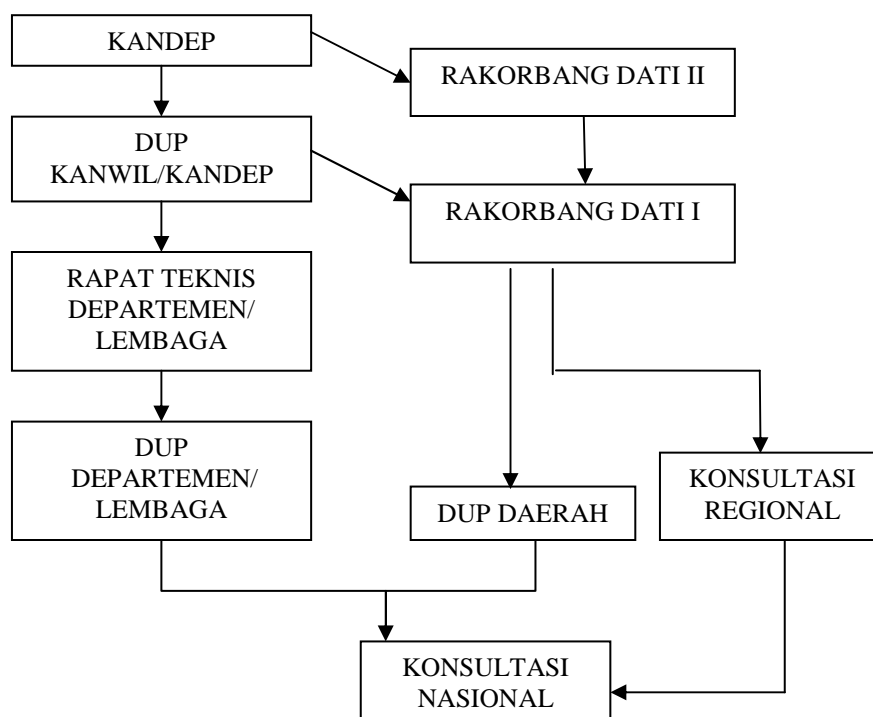 KANDEP
RAKORBANG DATI II
DUP
KANWIL/KANDEP
RAKORBANG DATI I
RAPAT TEKNIS
DEPARTEMEN/
LEMBAGA
DUP
DEPARTEMEN/
LEMBAGA
DUP DAERAH
KONSULTASI
REGIONAL
KONSULTASI
NASIONAL